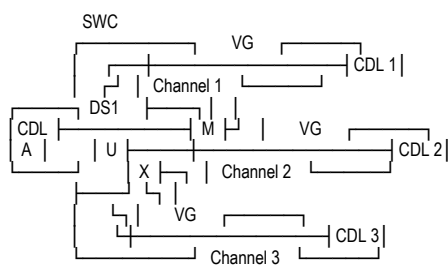 SWC
VG
CDL 1
Channel 1
DS1
CDL M VG
A U CDL 2
X Channel 2
VG
CDL 3
Channel 3